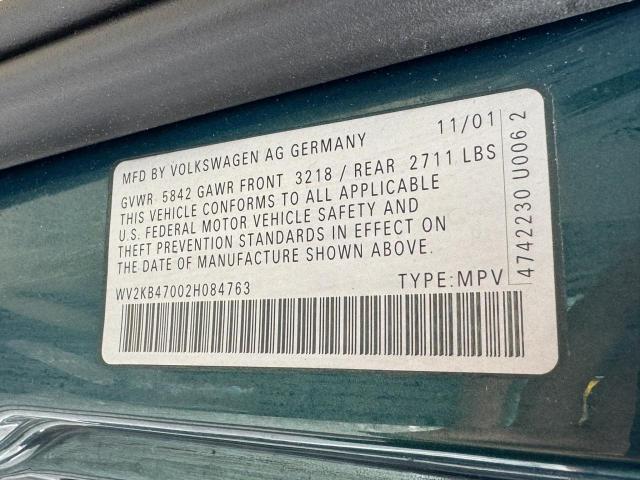 MFD BY VOLKSWAGEN AG GERMANY 11/01
GVWR 5842 GAWR FRONT 3218 / REAR 2711 LBS
THIS VEHICLE CONFORMS TO ALL APPLICABLE
U.S. FEDERAL MOTOR VEHICLE SAFETY AND
THEFT PREVENTION STANDARDS IN EFFECT ON
THE DATE OF MANUFACTURE SHOWN ABOVE.
WV2KB47002H084763 TYPE:MPV
4742230 U006 2